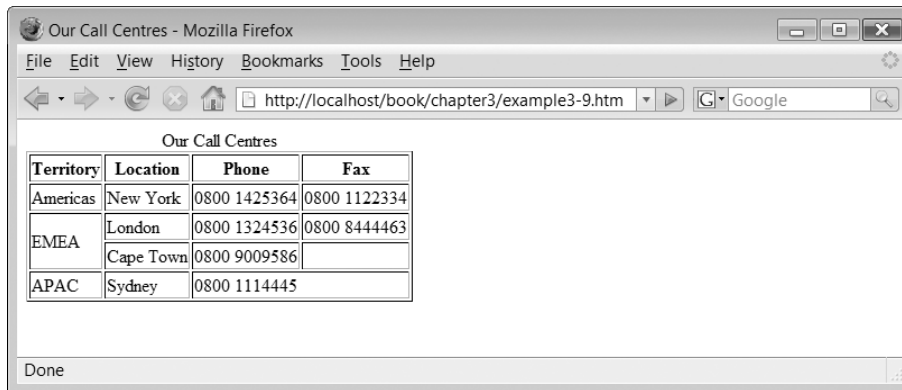 Our Call Centres - Mozilla Firefox
File Edit View History Bookmarks Tools Help
http://localhost/book/chapter3/example3-9.htm G Google
Our Call Centres
Territory Location Phone Fax
Americas New York 0800 1425364 0800 1122334
EMEA London 0800 1324536 0800 8444463
Cape Town 0800 9009586
APAC Sydney 0800 1114445
Done